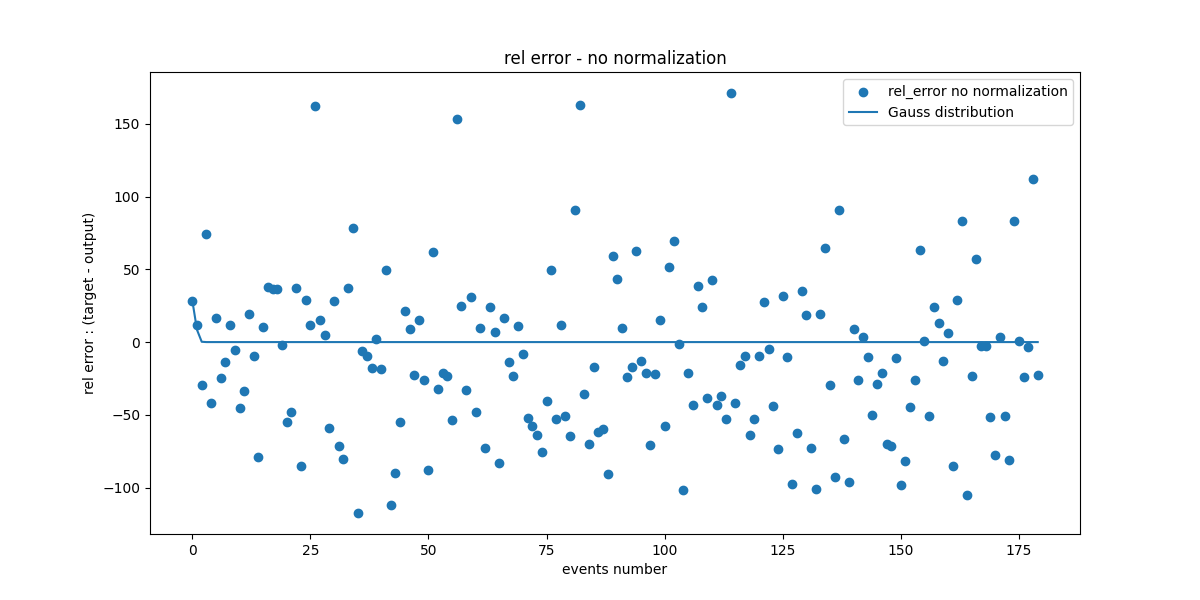 rel error - no normalization
rel_error no normalization
Gauss distribution
rel error : (target - output)
150
100
50
0
−50
−100
0
25
50
75
100
125
150
175
events number